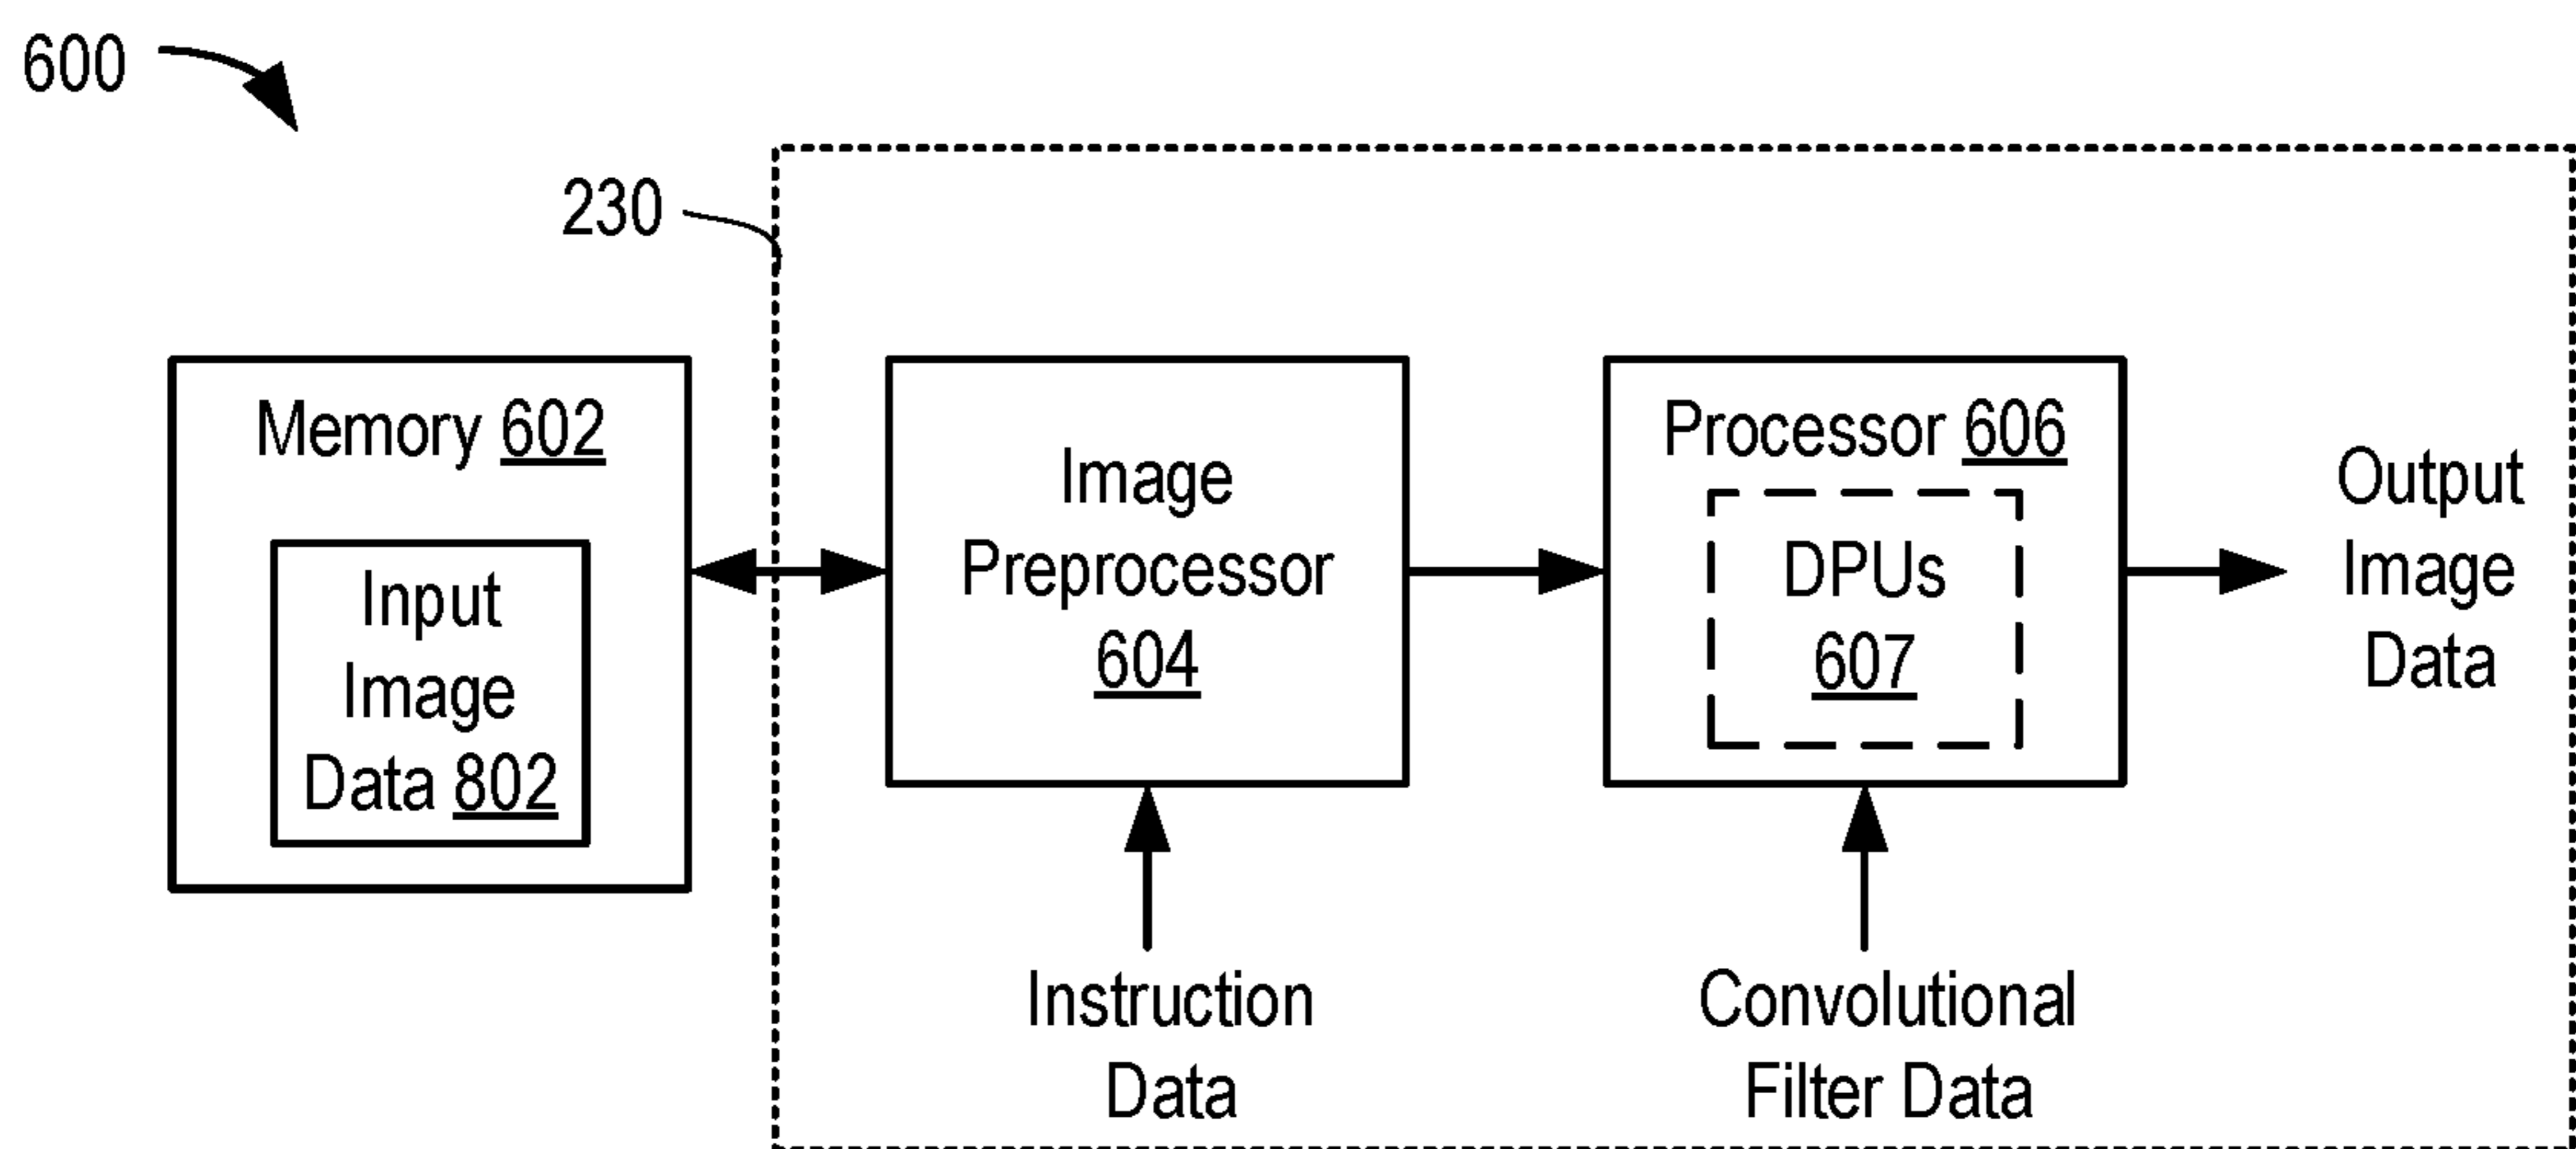 600
230
Memory 602
Input
Image
Data 802
Image
Preprocessor
604
Instruction
Data
Processor 606
DPUs
607
Convolutional
Filter Data
Output
Image
Data